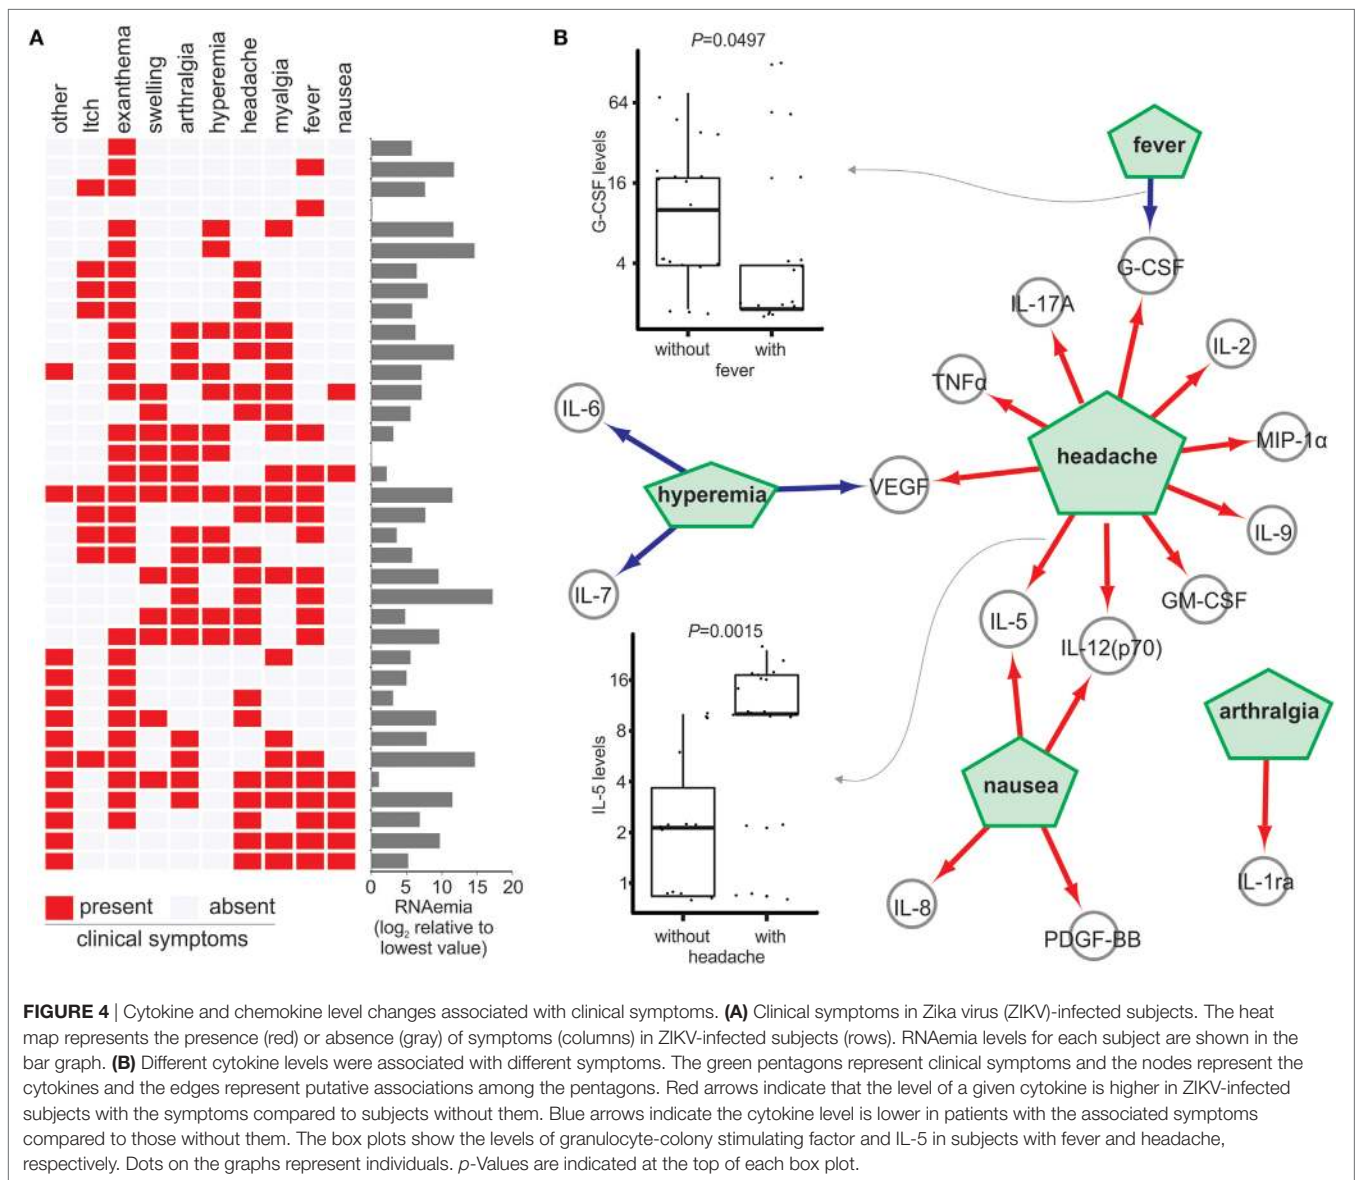 A
other
Itch
exanthema
swelling
arthralgia
hyperemia
headache
myalgia
fever
nausea
0 5 10 15 20
RNAemia
(log2 relative to
lowest value)
present absent
clinical symptoms
B
P=0.0497
G-CSF levels
64
16
4
without with
fever
fever
G-CSF
IL-17A
IL-2
TNFα
MIP-1α
headache
IL-6
VEGF
hyperemia
IL-9
IL-7
GM-CSF
IL-5
IL-12(p70)
P=0.0015
IL-5 levels
16
8
4
2
1
without with
headache
arthralgia
nausea
IL-1ra
IL-8
PDGF-BB
FIGURE 4 | Cytokine and chemokine level changes associated with clinical symptoms. (A) Clinical symptoms in Zika virus (ZIKV)-infected subjects. The heat
map represents the presence (red) or absence (gray) of symptoms (columns) in ZIKV-infected subjects (rows). RNAemia levels for each subject are shown in the
bar graph. (B) Different cytokine levels were associated with different symptoms. The green pentagons represent clinical symptoms and the nodes represent the
cytokines and the edges represent putative associations among the pentagons. Red arrows indicate that the level of a given cytokine is higher in ZIKV-infected
subjects with the symptoms compared to subjects without them. Blue arrows indicate the cytokine level is lower in patients with the associated symptoms
compared to those without them. The box plots show the levels of granulocyte-colony stimulating factor and IL-5 in subjects with fever and headache,
respectively. Dots on the graphs represent individuals. p-Values are indicated at the top of each box plot.